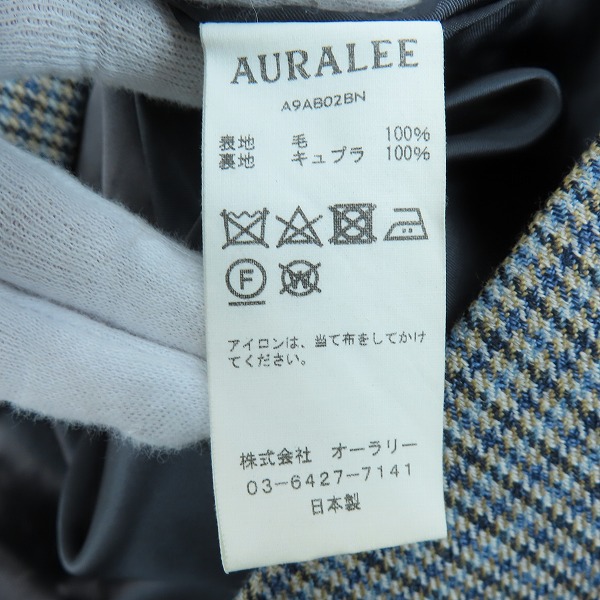 AURALEE
A9AB02BN
表地 毛 100%
裏地 キュプラ 100%
F W
アイロンは、当て布をしてかけ
てください。
株式会社 オーラリー
03-6427-7141
日本製